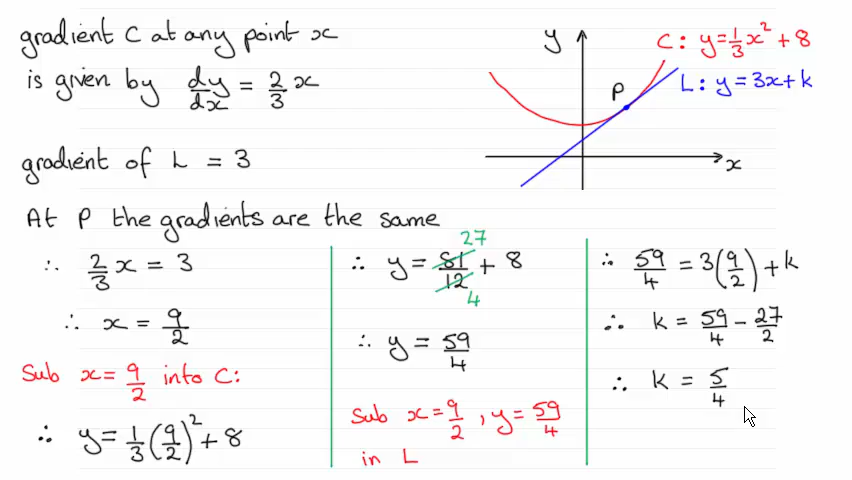 gradient C at any point x
is given by dy/dx = 2/3 x
gradient of L = 3
y
C: y = 1/3 x² + 8
L: y = 3x + k
P
x
At P the gradients are the same
∴ 2/3 x = 3
∴ x = 9/2
Sub x = 9/2 into C:
∴ y = 1/3 (9/2)² + 8
27
∴ y = 81/12 + 8
4
∴ y = 59/4
Sub x = 9/2 , y = 59/4
in L
∴ 59/4 = 3(9/2) + k
∴ k = 59/4 - 27/2
∴ k = 5/4